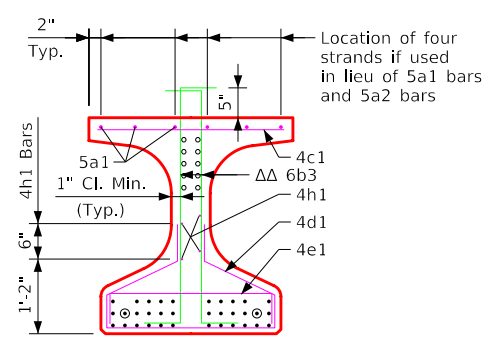 2"
Typ.
Location of four
strands if used
in lieu of 5a1 bars
and 5a2 bars
5"
5a1
4c1
ΔΔ 6b3
4h1
4d1
4e1
1" Cl. Min.
(Typ.)
4h1 Bars
6"
1'-2"